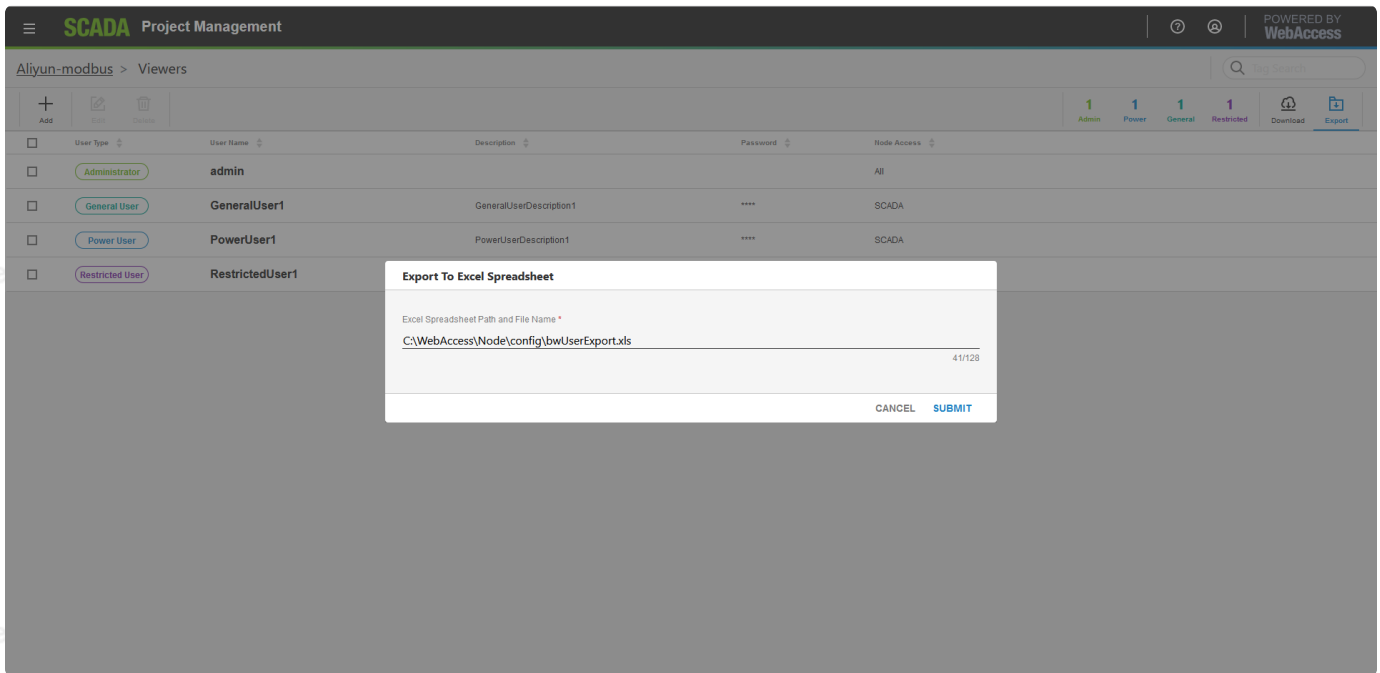 SCADA Project Management
POWERED BY
WebAccess
Aliyun-modbus > Viewers
Tag Search
Add
Edit
Delete
1 1 1 1
Admin Power General Restricted Download Export
User Type User Name Description Password Node Access
Administrator admin All
General User GeneralUser1 GeneralUserDescription1 **** SCADA
Power User PowerUser1 PowerUserDescription1 **** SCADA
Restricted User RestrictedUser1
Export To Excel Spreadsheet
Excel Spreadsheet Path and File Name *
C:\WebAccess\Node\config\bwUserExport.xls
41/128
CANCEL SUBMIT